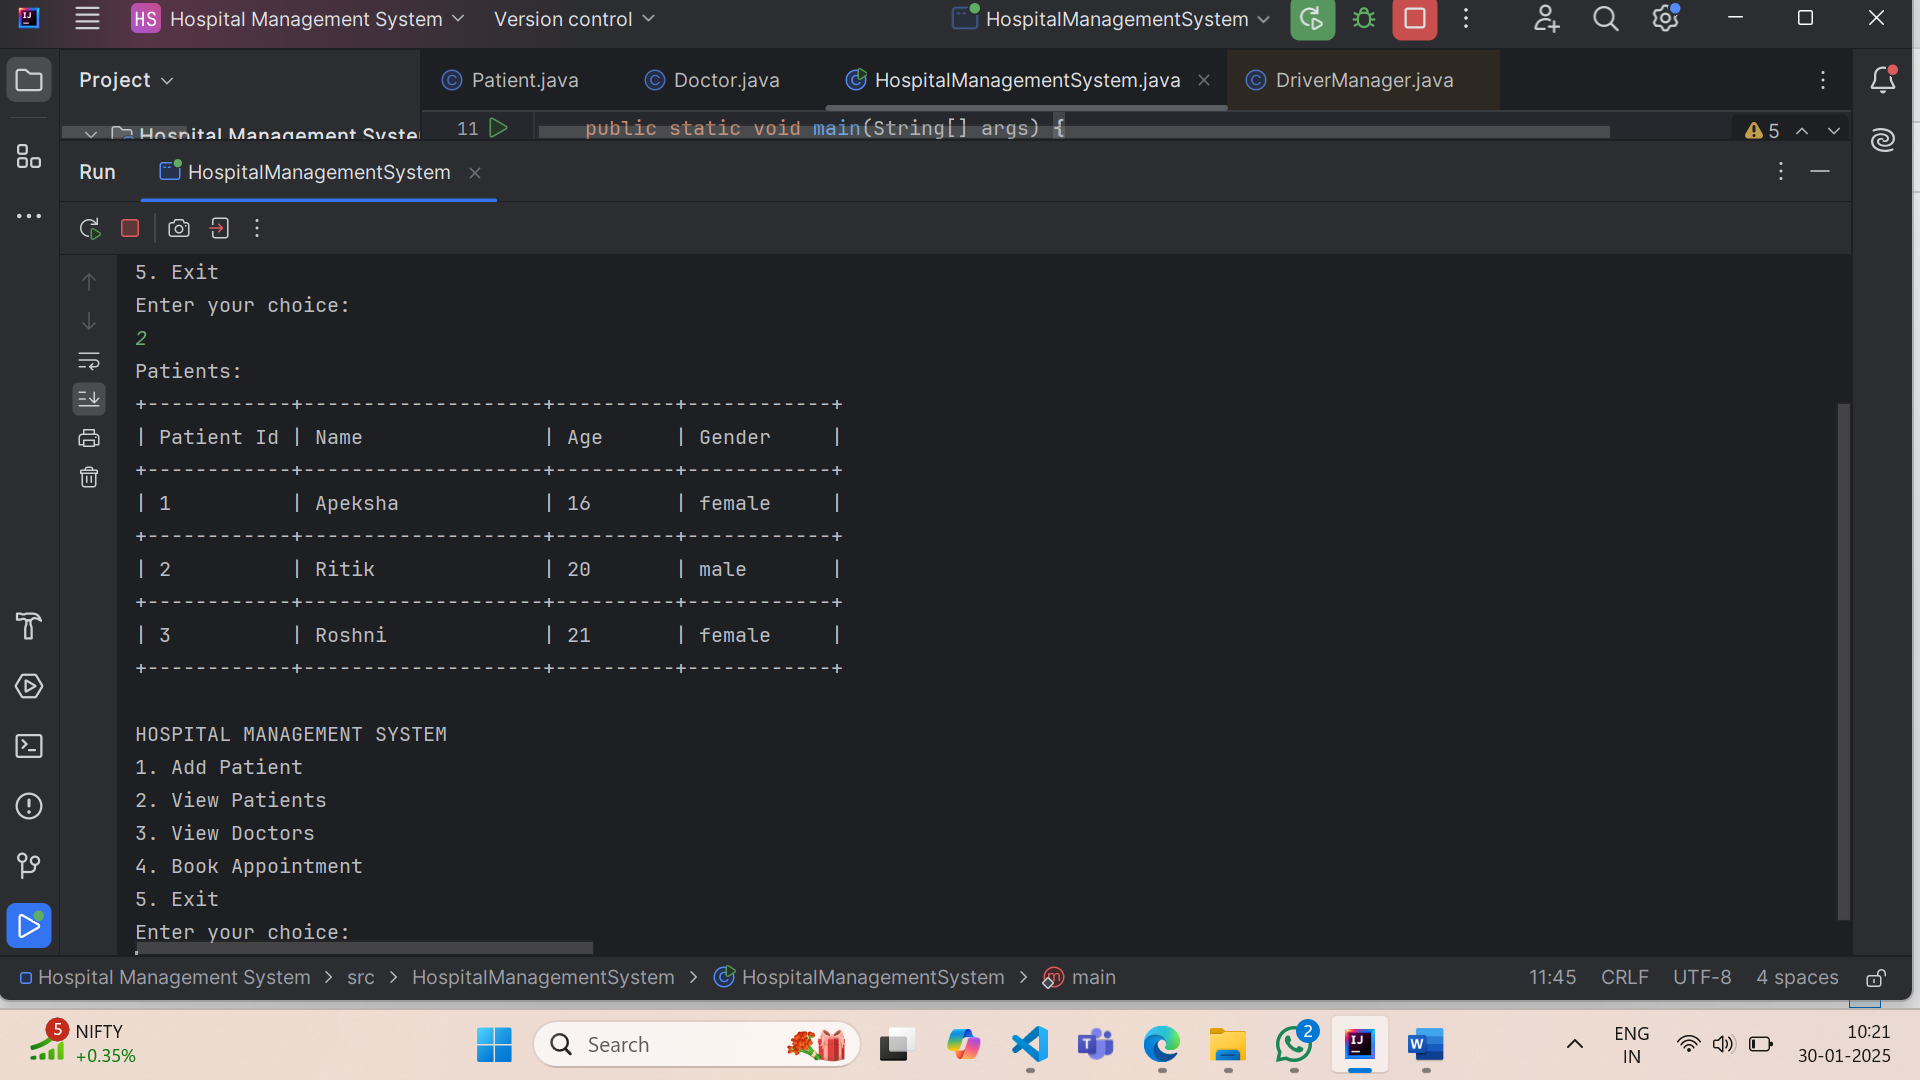 HS Hospital Management System Version control HospitalManagementSystem
Project Patient.java Doctor.java HospitalManagementSystem.java DriverManager.java
Hospital Management Syste 11 public static void main(String[] args) { 5
Run HospitalManagementSystem
5. Exit
Enter your choice:
2
Patients:
+------------+--------------------+----------+------------+
| Patient Id | Name               | Age      | Gender     |
+------------+--------------------+----------+------------+
| 1          | Apeksha            | 16       | female     |
+------------+--------------------+----------+------------+
| 2          | Ritik              | 20       | male       |
+------------+--------------------+----------+------------+
| 3          | Roshni             | 21       | female     |
+------------+--------------------+----------+------------+
HOSPITAL MANAGEMENT SYSTEM
1. Add Patient
2. View Patients
3. View Doctors
4. Book Appointment
5. Exit
Enter your choice:
Hospital Management System > src > HospitalManagementSystem > HospitalManagementSystem > main 11:45 CRLF UTF-8 4 spaces
5 NIFTY
+0.35%
Search
2
ENG
IN
10:21
30-01-2025